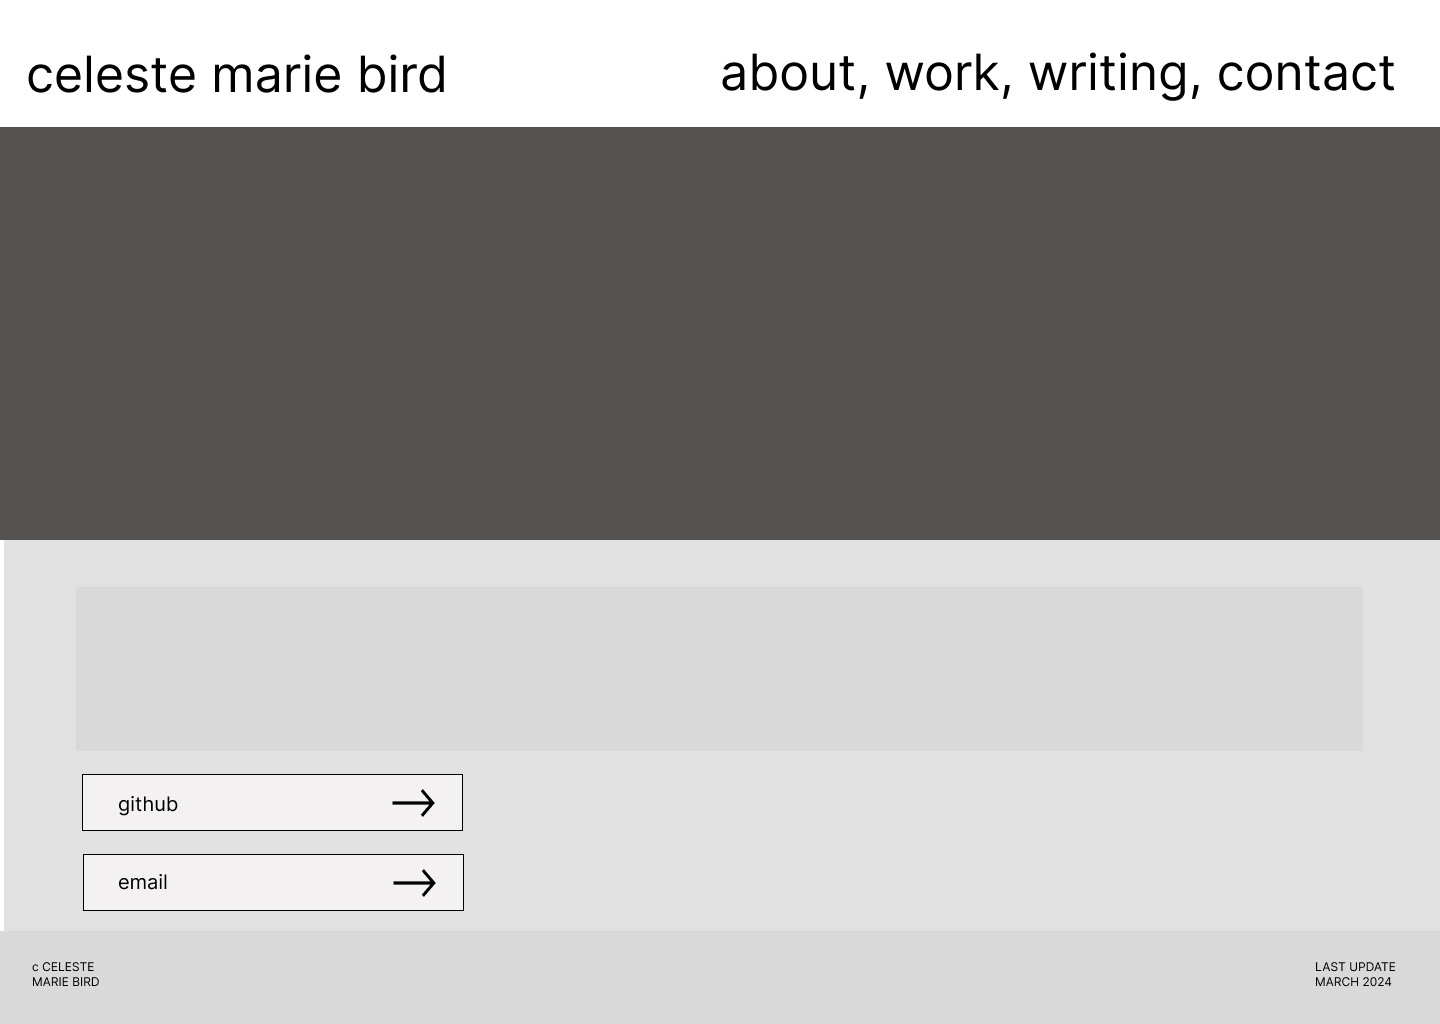 celeste marie bird
about, work, writing, contact
github
email
c CELESTE
MARIE BIRD
LAST UPDATE
MARCH 2024